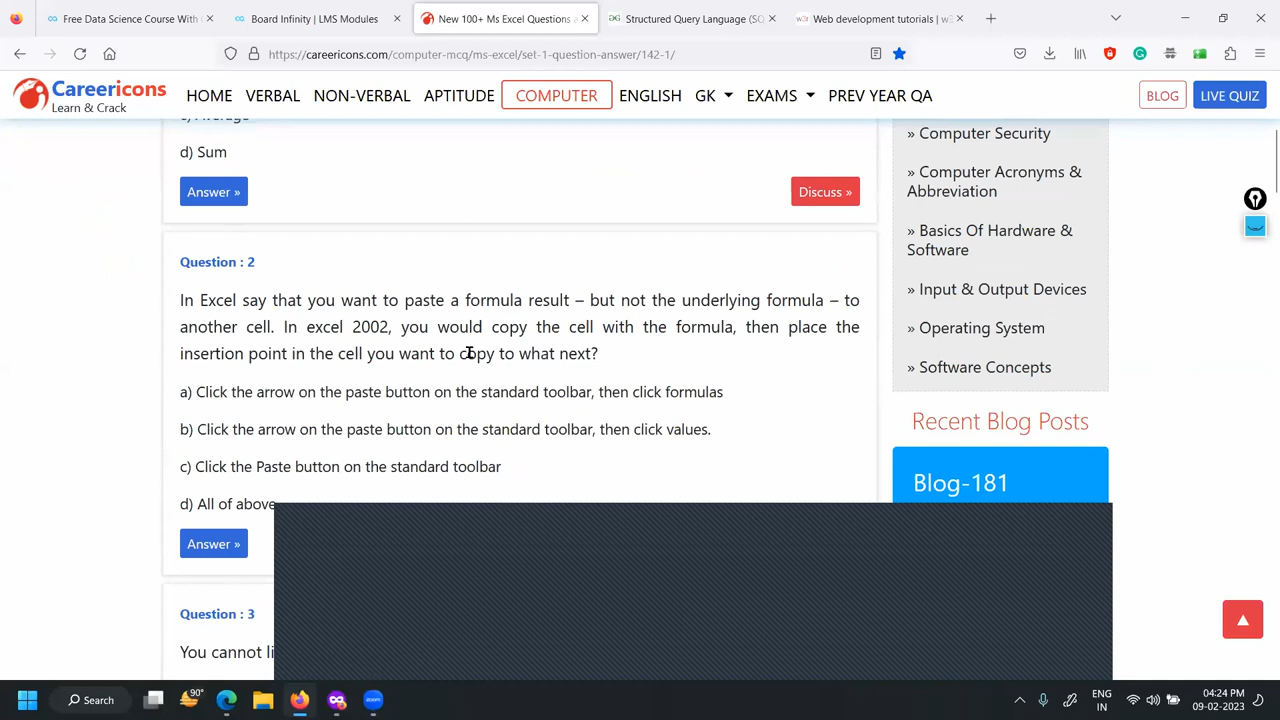 Free Data Science Course With
Board Infinity | LMS Modules
New 100+ Ms Excel Questions a
Structured Query Language (SQ
Web development tutorials | w3
https://careericons.com/computer-mcq/ms-excel/set-1-question-answer/142-1/
Careericons
Learn & Crack
HOME VERBAL NON-VERBAL APTITUDE COMPUTER ENGLISH GK EXAMS PREV YEAR QA
BLOG
LIVE QUIZ
d) Sum
Answer »
Discuss »
Question : 2
In Excel say that you want to paste a formula result – but not the underlying formula – to
another cell. In excel 2002, you would copy the cell with the formula, then place the
insertion point in the cell you want to copy to what next?
a) Click the arrow on the paste button on the standard toolbar, then click formulas
b) Click the arrow on the paste button on the standard toolbar, then click values.
c) Click the Paste button on the standard toolbar
d) All of above
Answer »
Question : 3
You cannot li
» Computer Security
» Computer Acronyms &
Abbreviation
» Basics Of Hardware &
Software
» Input & Output Devices
» Operating System
» Software Concepts
Recent Blog Posts
Blog-181
Search
90°
zoom
ENG
IN
04:24 PM
09-02-2023